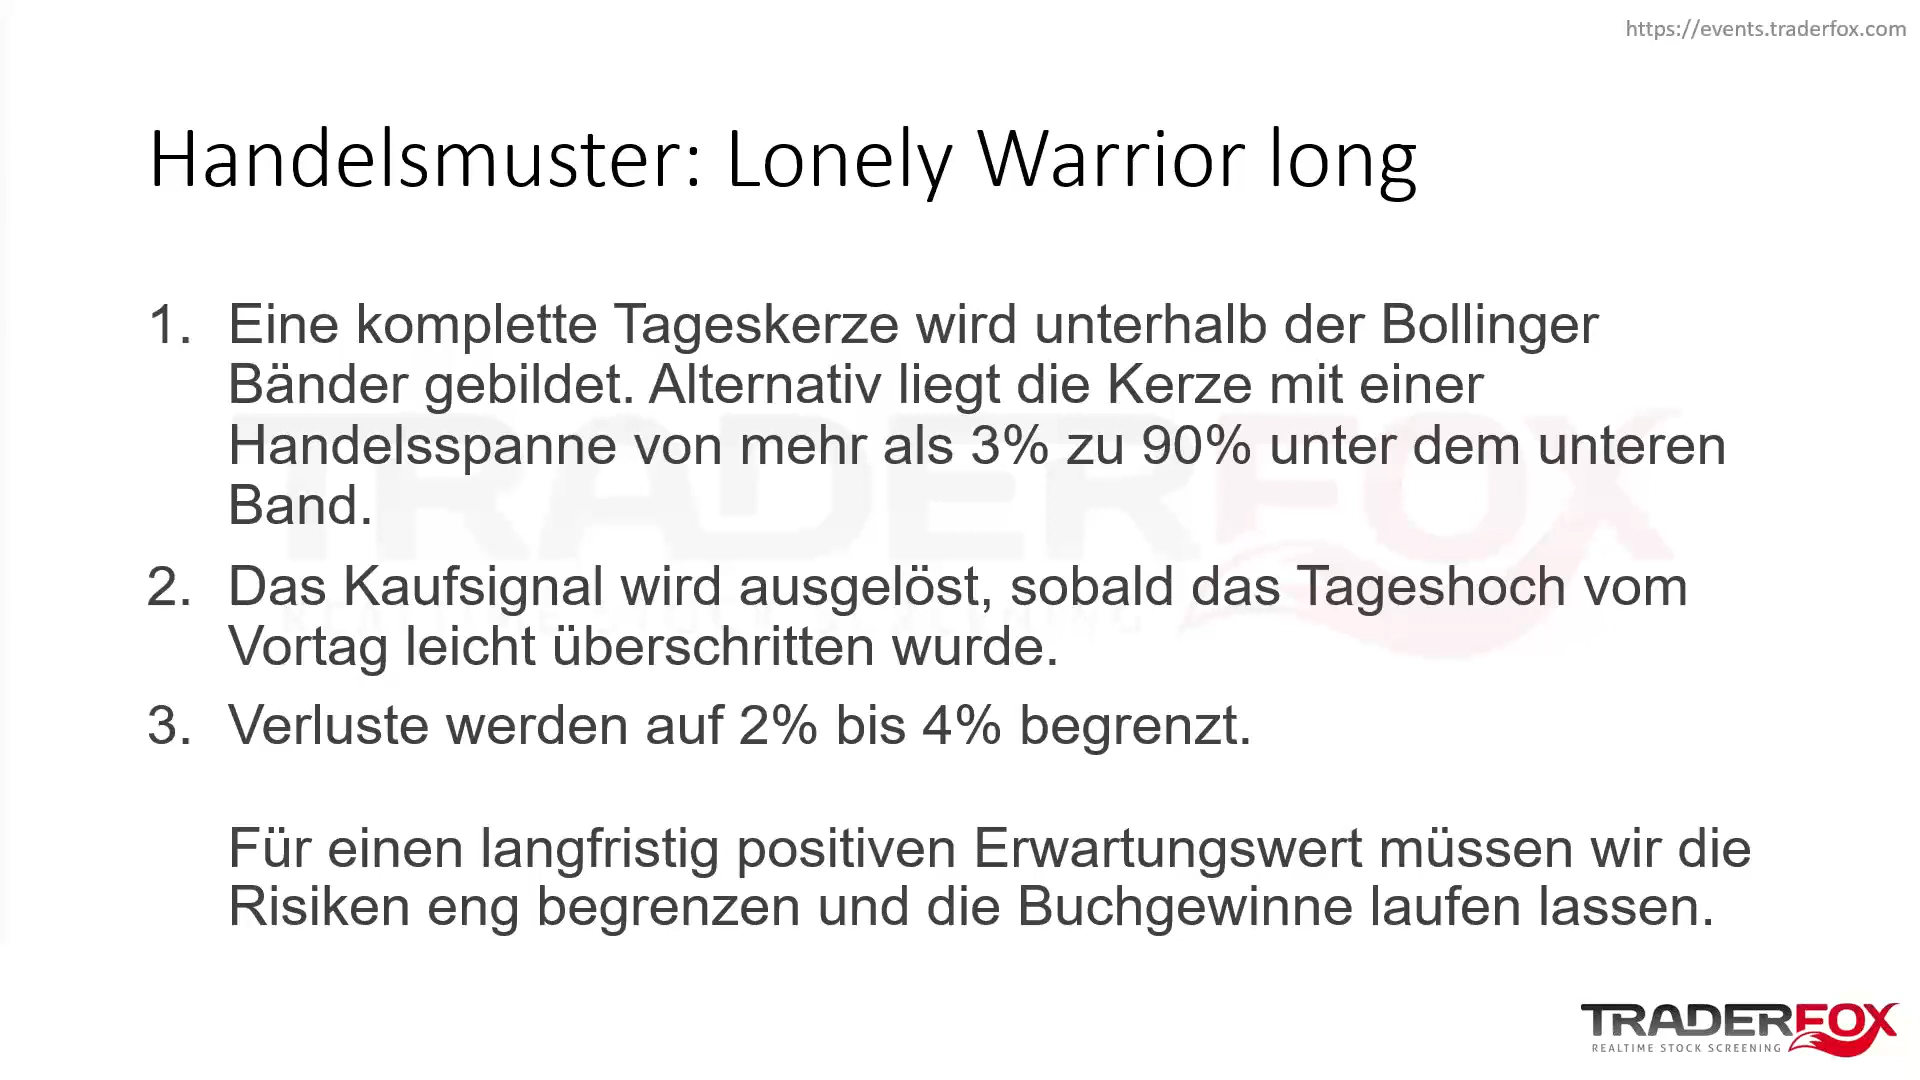 https://events.traderfox.com
Handelsmuster: Lonely Warrior long
1. Eine komplette Tageskerze wird unterhalb der Bollinger
Bänder gebildet. Alternativ liegt die Kerze mit einer
Handelsspanne von mehr als 3% zu 90% unter dem unteren
Band.
2. Das Kaufsignal wird ausgelöst, sobald das Tageshoch vom
Vortag leicht überschritten wurde.
3. Verluste werden auf 2% bis 4% begrenzt.
Für einen langfristig positiven Erwartungswert müssen wir die
Risiken eng begrenzen und die Buchgewinne laufen lassen.
TRADERFOX
REALTIME STOCK SCREENING